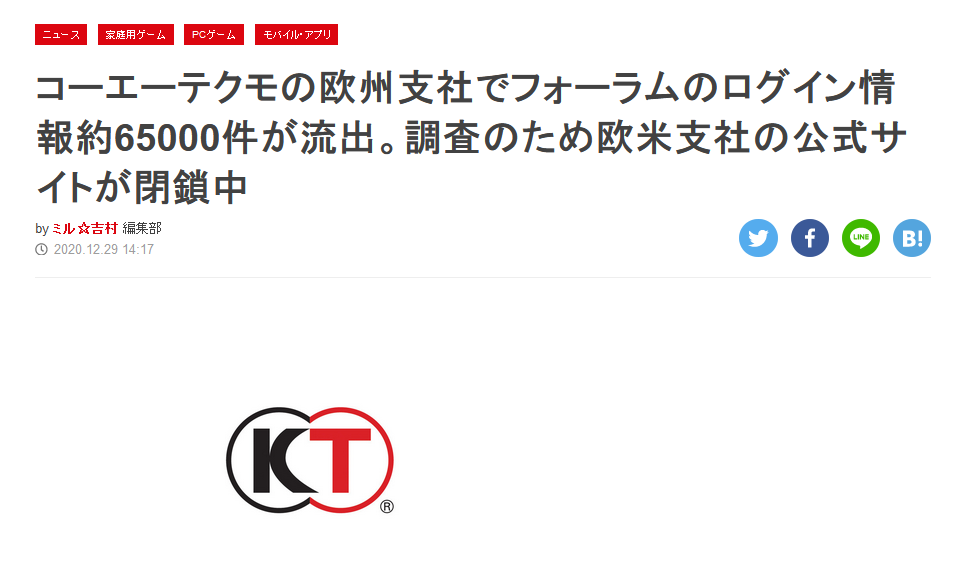 ニュース 家庭用ゲーム PCゲーム モバイル・アプリ
コーエーテクモの欧州支社でフォーラムのログイン情
報約65000件が流出。調査のため欧米支社の公式サ
イトが閉鎖中
by ミル☆吉村 編集部
2020.12.29 14:17
LINE B!
KT®